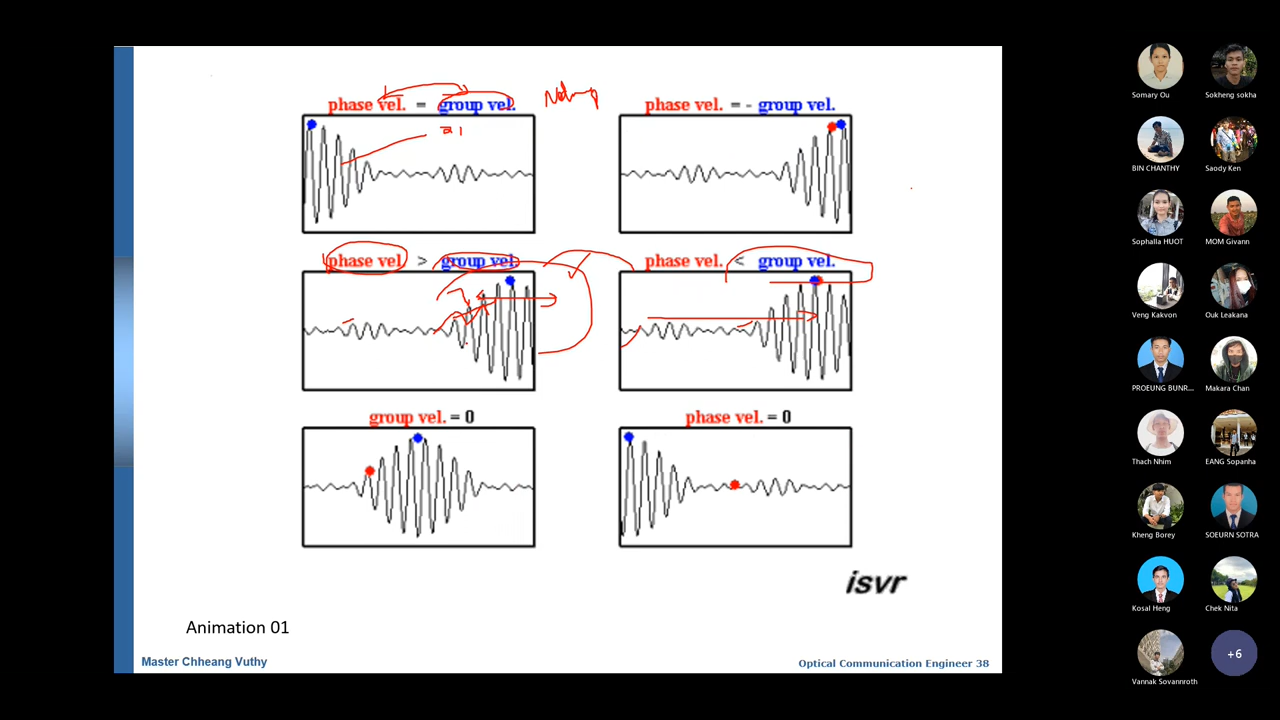 phase vel. = group vel.
phase vel. = - group vel.
phase vel. > group vel.
phase vel. < group vel.
group vel. = 0
phase vel. = 0
isvr
Animation 01
Master Chheang Vuthy
Optical Communication Engineer 38
Somary Ou
Sokheng sokha
BIN CHANTHY
Saody Ken
Sophalla HUOT
MOM Givann
Veng Kakvon
Ouk Leakana
PROEUNG BUNR...
Makara Chan
Thach Nhim
EANG Sopanha
Kheng Borey
SOEURN SOTRA
Kosal Heng
Chek Nita
Vannak Sovannroth
+6